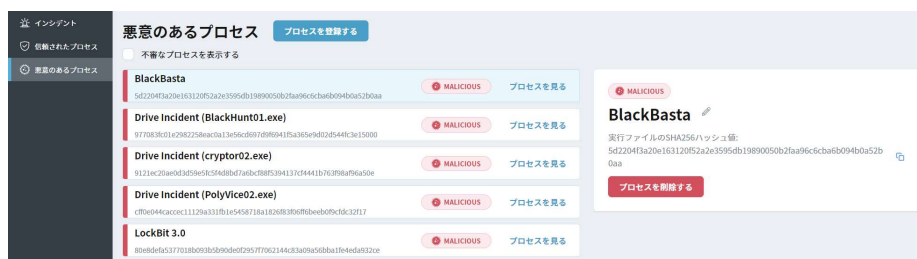 インシデント
信頼されたプロセス
悪意のあるプロセス
悪意のあるプロセス プロセスを登録する
不審なプロセスを表示する
BlackBasta
5d2204f3a20e163120f52a2e3595db19890050b2faa96c6cba6b094b0a52b0aa
MALICIOUS プロセスを見る
Drive Incident (BlackHunt01.exe)
977083fc01e2982258eac0a13e56cd697d9f6941f5a365e9d02d544fc3e15000
MALICIOUS プロセスを見る
Drive Incident (cryptor02.exe)
9121ec20ae0d3d59e5fc5f4d8bd7a6bcf88f5394137cf4441b763f98af96a50e
MALICIOUS プロセスを見る
Drive Incident (PolyVice02.exe)
cff0e044caccec11129a331fb1e5458718a1826f83f06ff6beeb0f9cfdc32f17
MALICIOUS プロセスを見る
LockBit 3.0
80e8defa5377018b093b5b90de0f2957f7062144c83a09a56bba1fe4eda932ce
MALICIOUS プロセスを見る
MALICIOUS
BlackBasta
実行ファイルのSHA256ハッシュ値:
5d2204f3a20e163120f52a2e3595db19890050b2faa96c6cba6b094b0a52b
0aa
プロセスを削除する